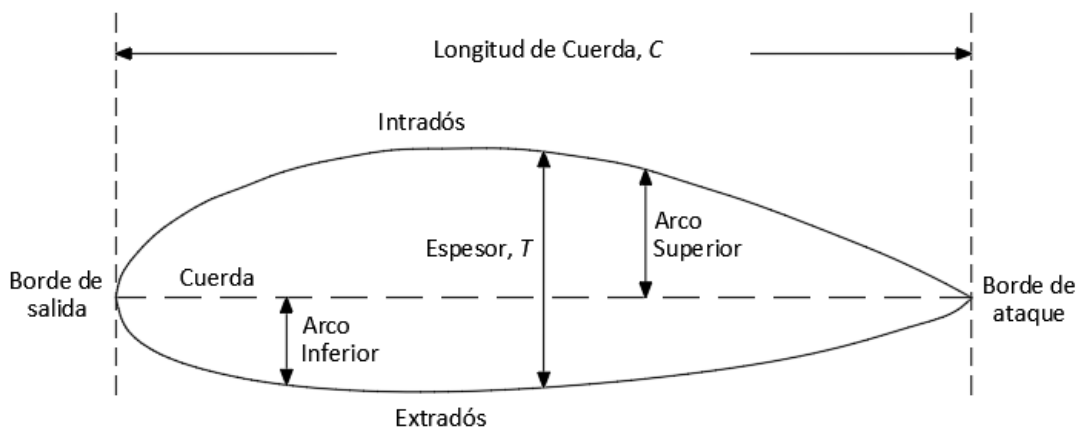 Longitud de Cuerda, C
Intradós
Arco
Superior
Espesor, T
Cuerda
Borde de
salida
Borde de
ataque
Arco
Inferior
Extradós